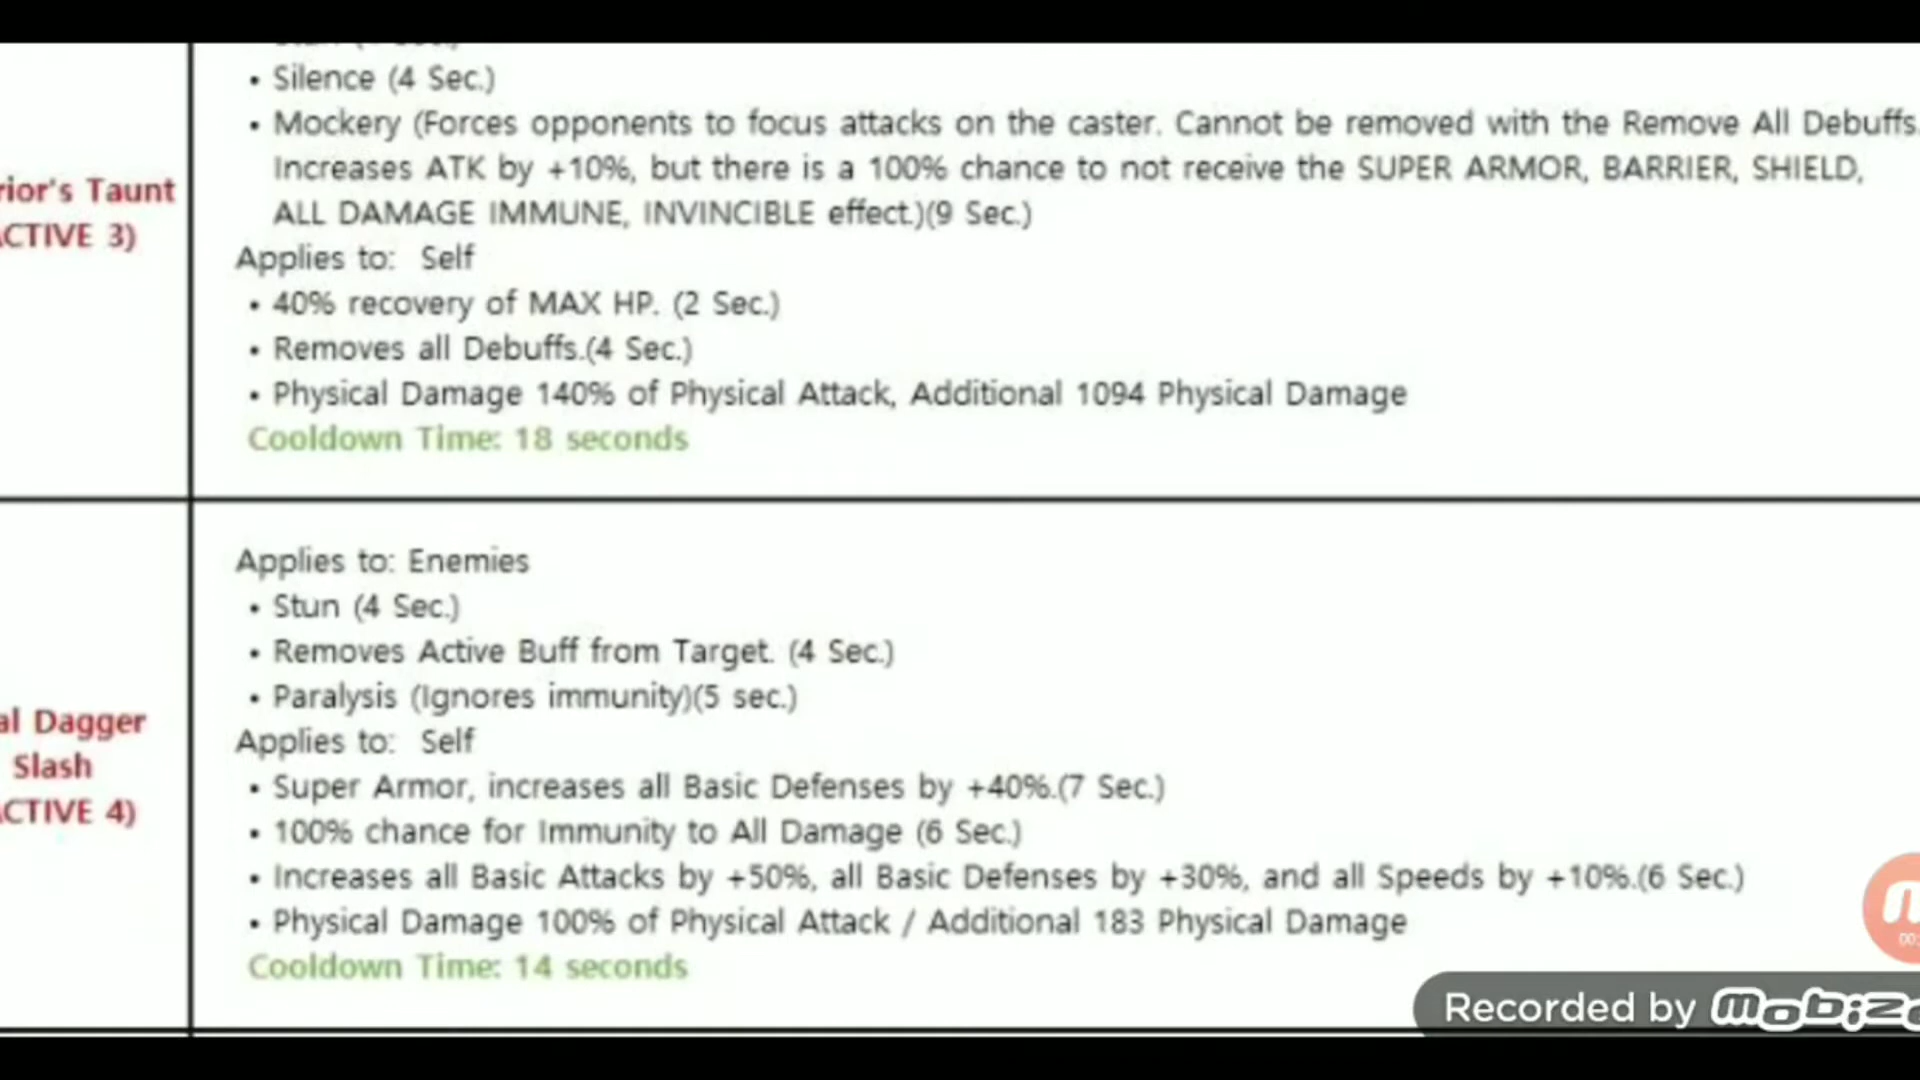 Silence (4 Sec.)
• Mockery (Forces opponents to focus attacks on the caster. Cannot be removed with the Remove All Debuffs.
Increases ATK by +10%, but there is a 100% chance to not receive the SUPER ARMOR, BARRIER, SHIELD,
ALL DAMAGE IMMUNE, INVINCIBLE effect.)(9 Sec.)
rior's Taunt
CTIVE 3)
Applies to: Self
• 40% recovery of MAX HP. (2 Sec.)
• Removes all Debuffs.(4 Sec.)
• Physical Damage 140% of Physical Attack, Additional 1094 Physical Damage
Cooldown Time: 18 seconds
Applies to: Enemies
• Stun (4 Sec.)
• Removes Active Buff from Target. (4 Sec.)
• Paralysis (Ignores immunity)(5 sec.)
al Dagger
Slash
CTIVE 4)
Applies to: Self
• Super Armor, increases all Basic Defenses by +40%.(7 Sec.)
• 100% chance for Immunity to All Damage (6 Sec.)
• Increases all Basic Attacks by +50%, all Basic Defenses by +30%, and all Speeds by +10%.(6 Sec.)
• Physical Damage 100% of Physical Attack / Additional 183 Physical Damage
Cooldown Time: 14 seconds
00:
Recorded by Mobize